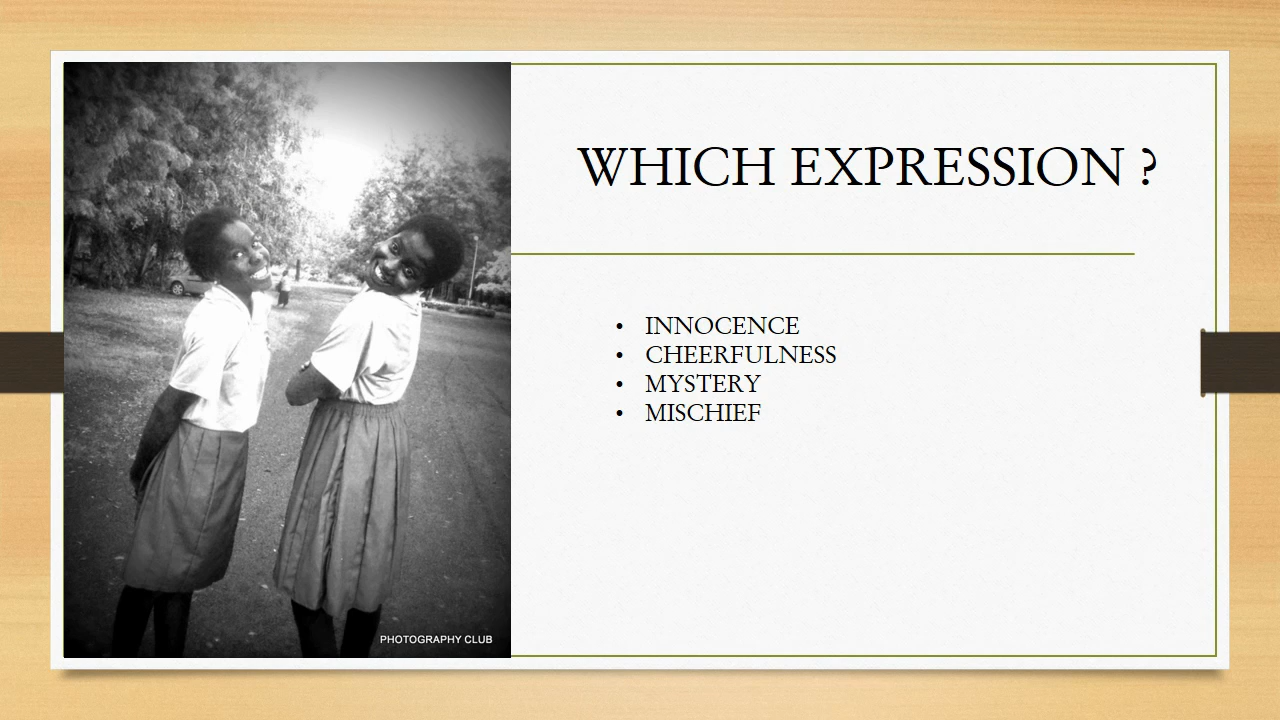 WHICH EXPRESSION ?
• INNOCENCE
• CHEERFULNESS
• MYSTERY
• MISCHIEF
PHOTOGRAPHY CLUB